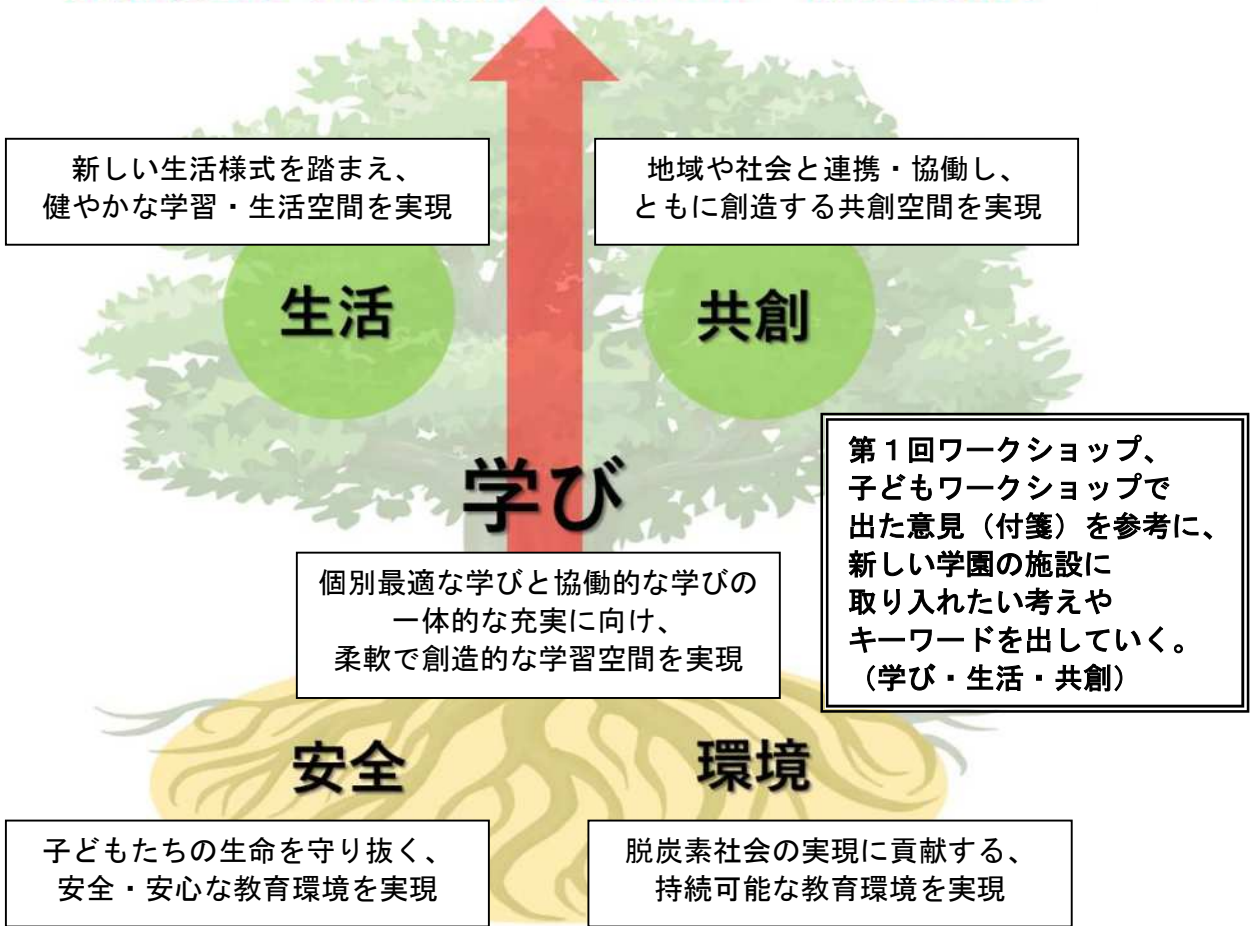 新しい生活様式を踏まえ、
健やかな学習・生活空間を実現
地域や社会と連携・協働し、
ともに創造する共創空間を実現
生活
共創
学び
個別最適な学びと協働的な学びの
一体的な充実に向け、
柔軟で創造的な学習空間を実現
第１回ワークショップ、
子どもワークショップで
出た意見（付箋）を参考に、
新しい学園の施設に
取り入れたい考えや
キーワードを出していく。
（学び・生活・共創）
安全
環境
子どもたちの生命を守り抜く、
安全・安心な教育環境を実現
脱炭素社会の実現に貢献する、
持続可能な教育環境を実現